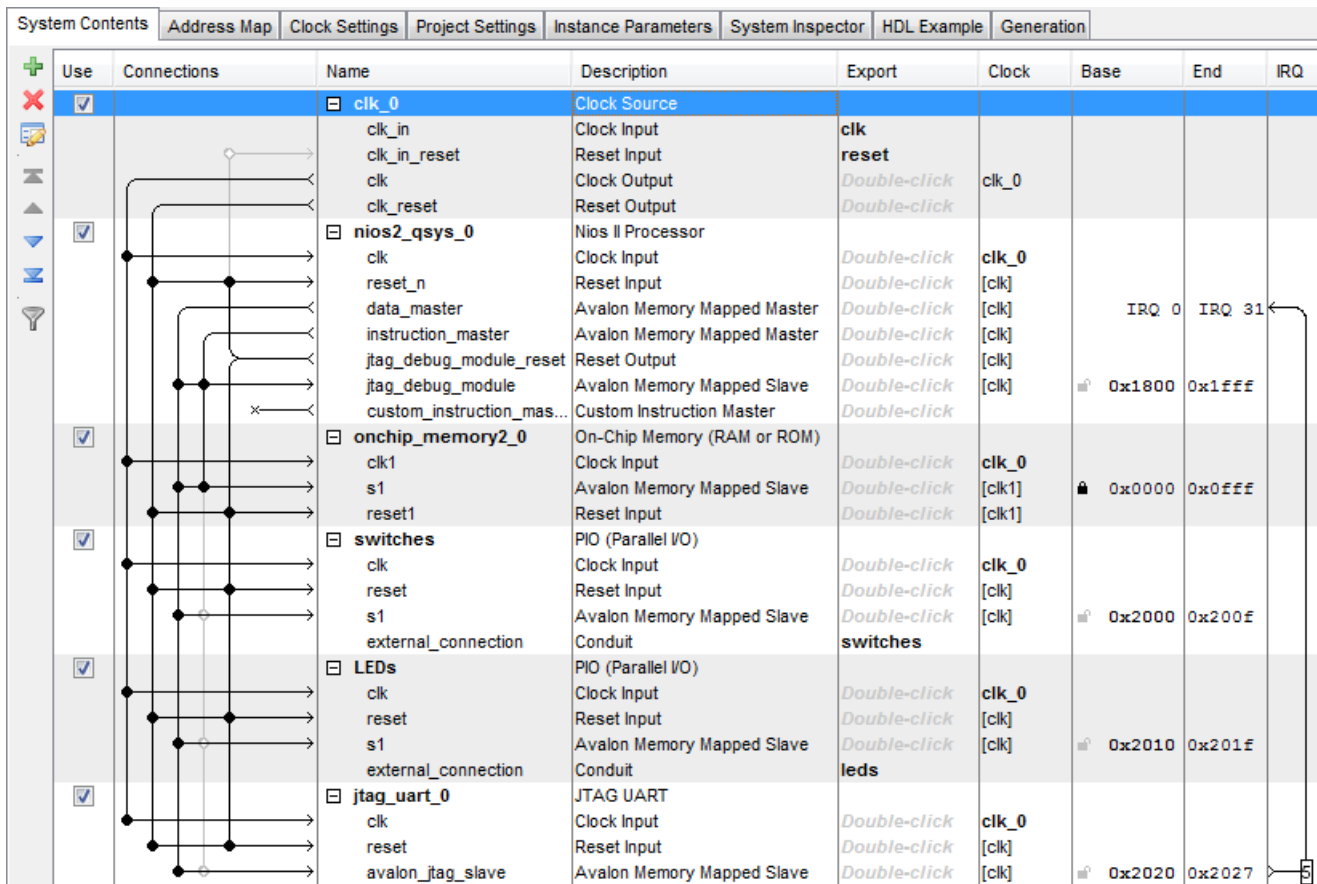 System Contents Address Map Clock Settings Project Settings Instance Parameters System Inspector HDL Example Generation
Use Connections Name Description Export Clock Base End IRQ
clk_0 Clock Source
clk_in Clock Input clk
clk_in_reset Reset Input reset
clk Clock Output Double-click clk_0
clk_reset Reset Output Double-click
nios2_qsys_0 Nios II Processor
clk Clock Input Double-click clk_0
reset_n Reset Input Double-click [clk]
data_master Avalon Memory Mapped Master Double-click [clk] IRQ 0 IRQ 31
instruction_master Avalon Memory Mapped Master Double-click [clk]
jtag_debug_module_reset Reset Output Double-click [clk]
jtag_debug_module Avalon Memory Mapped Slave Double-click [clk] 0x1800 0x1fff
custom_instruction_mas... Custom Instruction Master Double-click
onchip_memory2_0 On-Chip Memory (RAM or ROM)
clk1 Clock Input Double-click clk_0
s1 Avalon Memory Mapped Slave Double-click [clk1] 0x0000 0x0fff
reset1 Reset Input Double-click [clk1]
switches PIO (Parallel I/O)
clk Clock Input Double-click clk_0
reset Reset Input Double-click [clk]
s1 Avalon Memory Mapped Slave Double-click [clk] 0x2000 0x200f
external_connection Conduit switches
LEDs PIO (Parallel I/O)
clk Clock Input Double-click clk_0
reset Reset Input Double-click [clk]
s1 Avalon Memory Mapped Slave Double-click [clk] 0x2010 0x201f
external_connection Conduit leds
jtag_uart_0 JTAG UART
clk Clock Input Double-click clk_0
reset Reset Input Double-click [clk]
avalon_jtag_slave Avalon Memory Mapped Slave Double-click [clk] 0x2020 0x2027 5